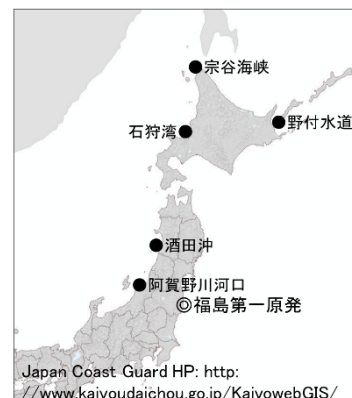 宗谷海峡
石狩湾
野付水道
酒田沖
阿賀野川河口
福島第一原発
Japan Coast Guard HP: http:
//www.kaiyoudaichou.go.jp/KaiyowebGIS/